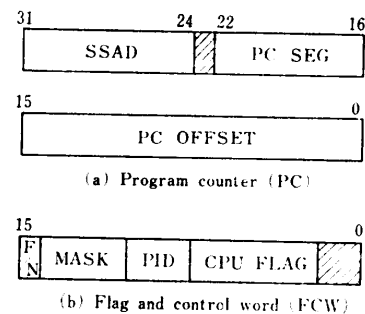 31 24 22 16
SSAD PC SEG
15 0
PC OFFSET
(a) Program counter (PC)
15 0
F/N MASK PID CPU FLAG
(b) Flag and control word (FCW)